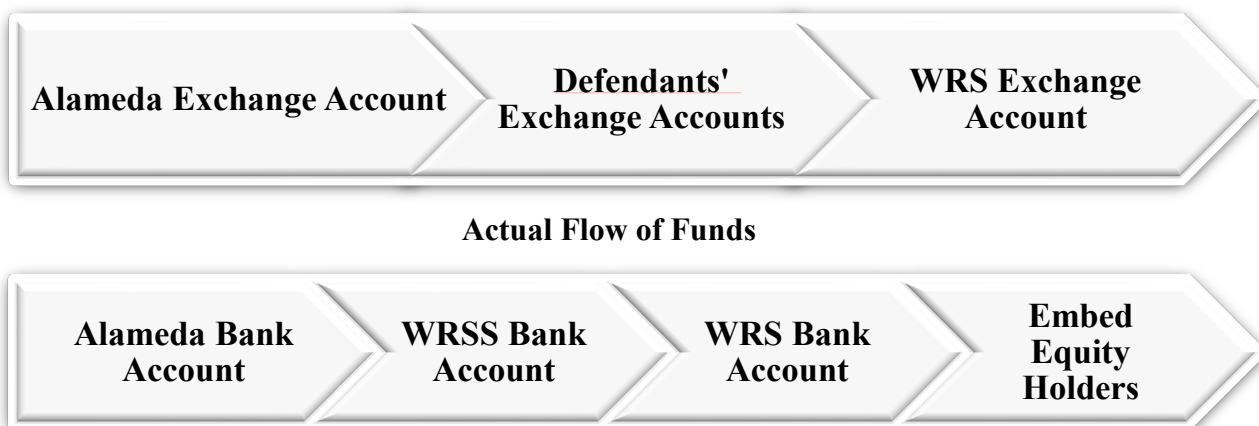 Alameda Exchange Account
Defendants'
Exchange Accounts
WRS Exchange
Account
Actual Flow of Funds
Alameda Bank
Account
WRSS Bank
Account
WRS Bank
Account
Embed
Equity
Holders